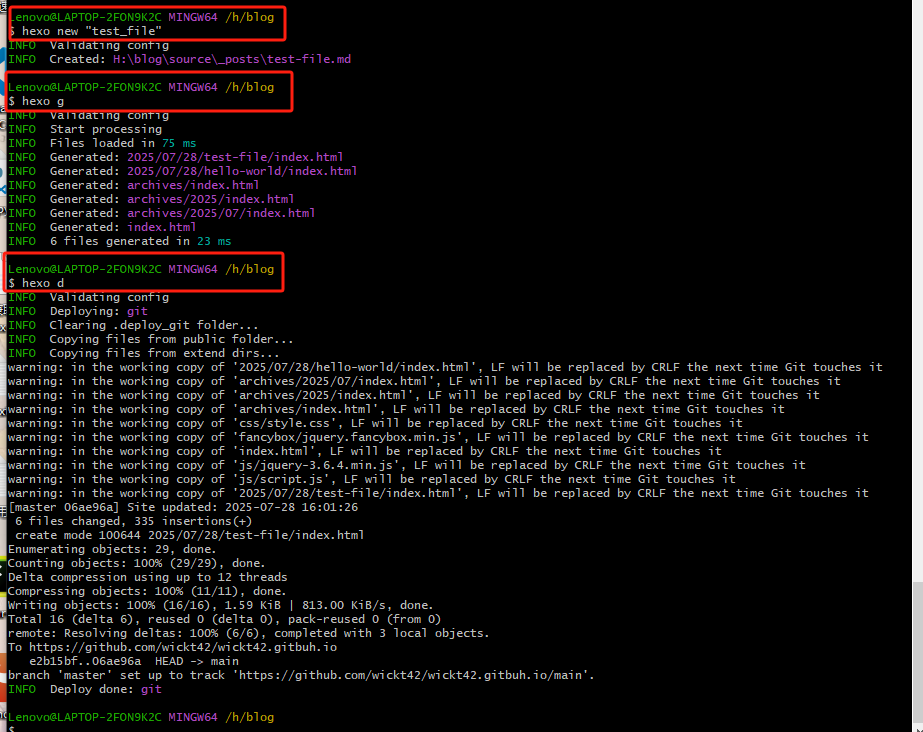 Lenovo@LAPTOP-2FON9K2C MINGW64 /h/blog
$ hexo new "test_file"
INFO  Validating config
INFO  Created: H:\blog\source\_posts\test-file.md
Lenovo@LAPTOP-2FON9K2C MINGW64 /h/blog
$ hexo g
INFO  Validating config
INFO  Start processing
INFO  Files loaded in 75 ms
INFO  Generated: 2025/07/28/test-file/index.html
INFO  Generated: 2025/07/28/hello-world/index.html
INFO  Generated: archives/index.html
INFO  Generated: archives/2025/index.html
INFO  Generated: archives/2025/07/index.html
INFO  Generated: index.html
INFO  6 files generated in 23 ms
Lenovo@LAPTOP-2FON9K2C MINGW64 /h/blog
$ hexo d
INFO  Validating config
INFO  Deploying: git
INFO  Clearing .deploy_git folder...
INFO  Copying files from public folder...
INFO  Copying files from extend dirs...
warning: in the working copy of '2025/07/28/hello-world/index.html', LF will be replaced by CRLF the next time Git touches it
warning: in the working copy of 'archives/2025/07/index.html', LF will be replaced by CRLF the next time Git touches it
warning: in the working copy of 'archives/2025/index.html', LF will be replaced by CRLF the next time Git touches it
warning: in the working copy of 'archives/index.html', LF will be replaced by CRLF the next time Git touches it
warning: in the working copy of 'css/style.css', LF will be replaced by CRLF the next time Git touches it
warning: in the working copy of 'fancybox/jquery.fancybox.min.js', LF will be replaced by CRLF the next time Git touches it
warning: in the working copy of 'index.html', LF will be replaced by CRLF the next time Git touches it
warning: in the working copy of 'js/jquery-3.6.4.min.js', LF will be replaced by CRLF the next time Git touches it
warning: in the working copy of 'js/script.js', LF will be replaced by CRLF the next time Git touches it
warning: in the working copy of '2025/07/28/test-file/index.html', LF will be replaced by CRLF the next time Git touches it
[master 06ae96a] Site updated: 2025-07-28 16:01:26
 6 files changed, 335 insertions(+)
 create mode 100644 2025/07/28/test-file/index.html
Enumerating objects: 29, done.
Counting objects: 100% (29/29), done.
Delta compression using up to 12 threads
Compressing objects: 100% (11/11), done.
Writing objects: 100% (16/16), 1.59 KiB | 813.00 KiB/s, done.
Total 16 (delta 6), reused 0 (delta 0), pack-reused 0 (from 0)
remote: Resolving deltas: 100% (6/6), completed with 3 local objects.
To https://github.com/wickt42/wickt42.gitbuh.io
   e2b15bf..06ae96a  HEAD -> main
branch 'master' set up to track 'https://github.com/wickt42/wickt42.gitbuh.io/main'.
INFO  Deploy done: git
Lenovo@LAPTOP-2FON9K2C MINGW64 /h/blog
$